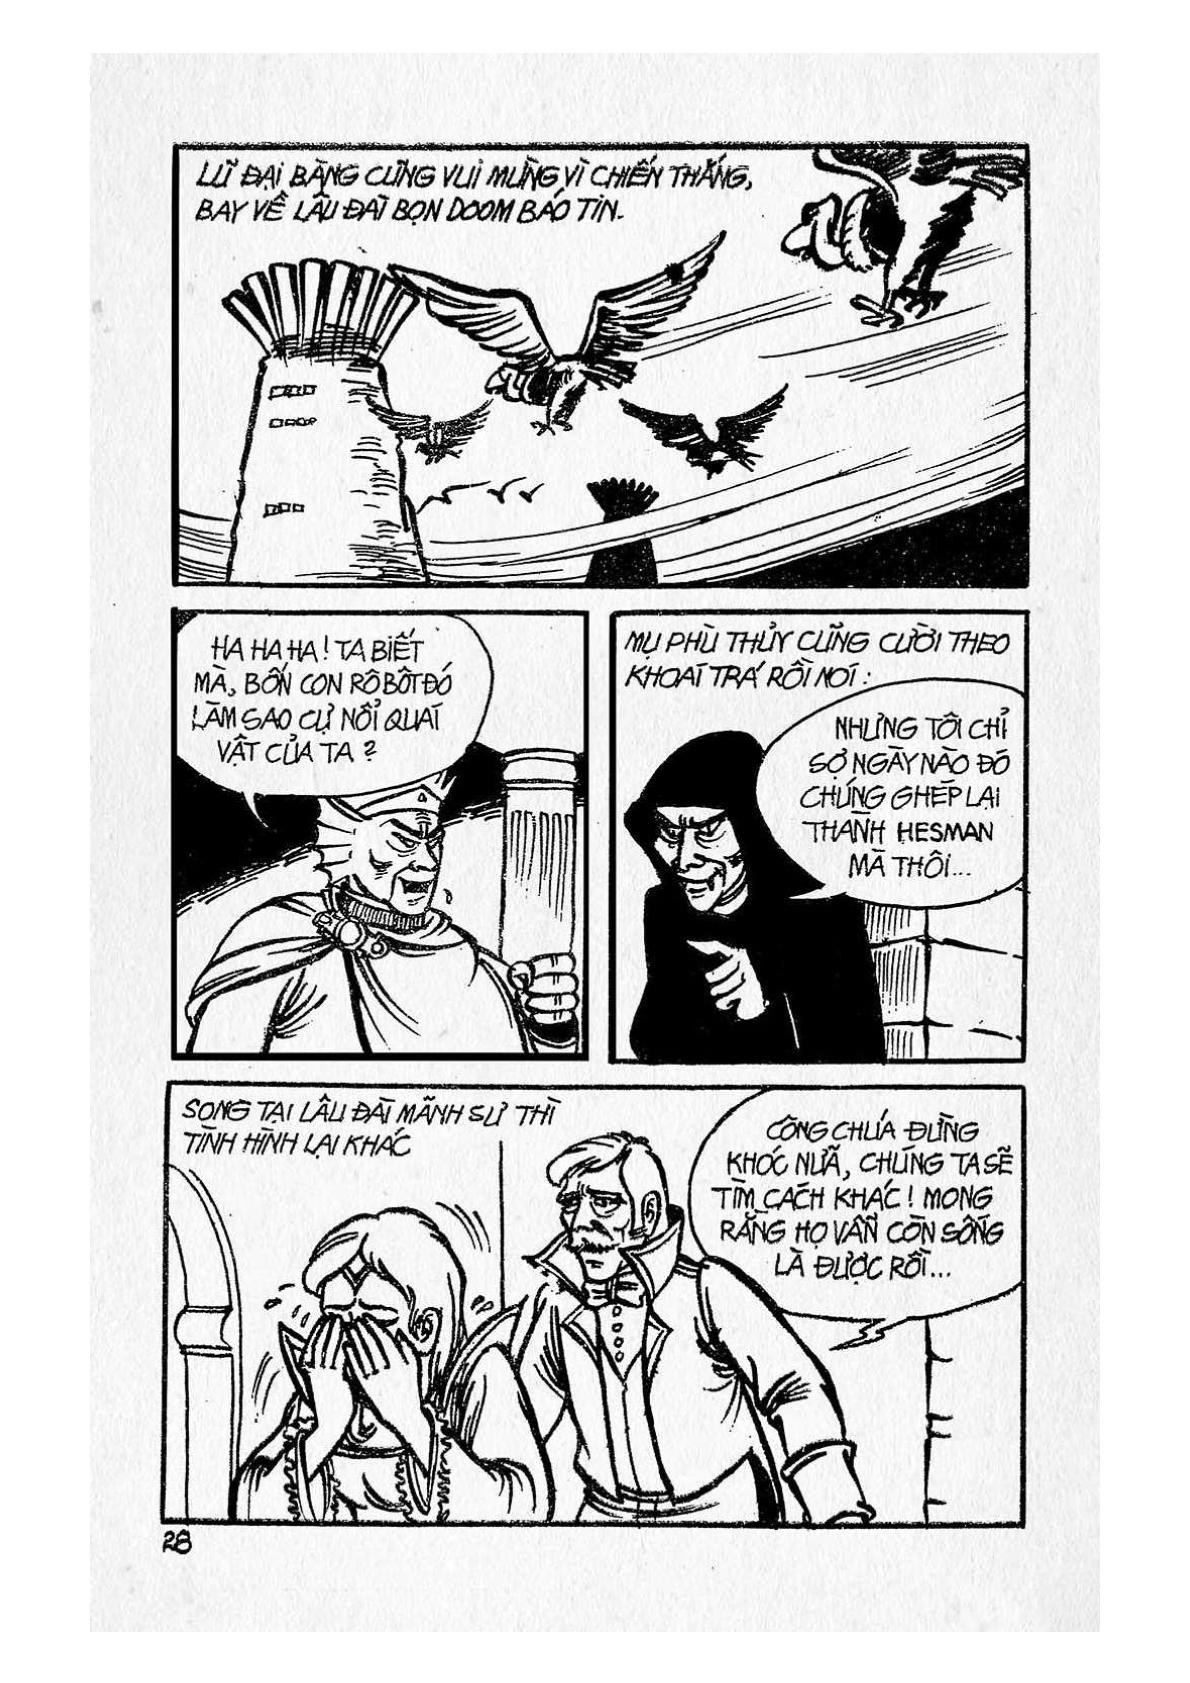 LŨ ĐẠI BÀNG CŨNG VUI MỪNG VÌ CHIẾN THẮNG,
BAY VỀ LÂU ĐÀI BỌN DOOM BÁO TIN.
HA HA HA! TA BIẾT
MÀ, BỐN CON RÔ BÔT ĐÓ
LÀM SAO CỰ NỔI QUÁI
VẬT CỦA TA ?
MỤ PHÙ THỦY CŨNG CƯỜI THEO
KHOÁI TRÁ RỒI NÓI :
NHƯNG TÔI CHỈ
SỢ NGÀY NÀO ĐÓ
CHÚNG GHÉP LẠI
THÀNH HESMAN
MÀ THÔI...
SONG TẠI LÂU ĐÀI MÃNH SƯ THÌ
TÌNH HÌNH LẠI KHÁC
CÔNG CHÚA ĐỪNG
KHÓC NỮA, CHÚNG TA SẼ
TÌM CÁCH KHÁC ! MONG
RẰNG HỌ VẪN CÒN SỐNG
LÀ ĐƯỢC RỒI...
28